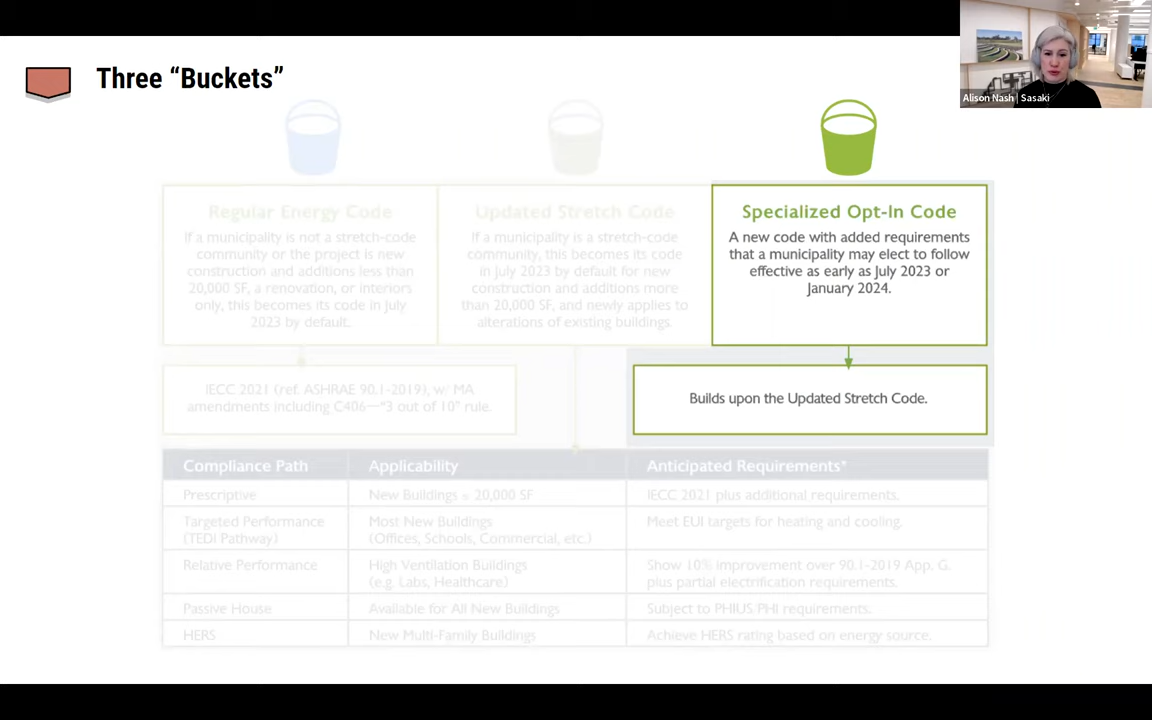 Three “Buckets”
Alison Nash | Sasaki
Regular Energy Code
If a municipality is not a stretch-code
community or the project is new
construction and additions less than
20,000 SF, a renovation, or interiors
only, this becomes its code in July
2023 by default.
Updated Stretch Code
If a municipality is a stretch-code
community, this becomes its code
in July 2023 by default for new
construction and additions more
than 20,000 SF, and newly applies to
alterations of existing buildings.
Specialized Opt-In Code
A new code with added requirements
that a municipality may elect to follow
effective as early as July 2023 or
January 2024.
IECC 2021 (ref. ASHRAE 90.1-2019), w/ MA
amendments including C406—“3 out of 10” rule.
Builds upon the Updated Stretch Code.
Compliance Path Applicability Anticipated Requirements*
Prescriptive New Buildings 20,000 SF IECC 2021 plus additional requirements.
Targeted Performance Most New Buildings Meet EUI targets for heating and cooling.
(TEDI Pathway) (Offices, Schools, Commercial, etc.)
Relative Performance High Ventilation Buildings Show 10% improvement over 90.1-2019 App. G.
(e.g. Labs, Healthcare) plus partial electrification requirements.
Passive House Available for All New Buildings Subject to PHIUS/PHI requirements.
HERS New Multi-Family Buildings Achieve HERS rating based on energy source.